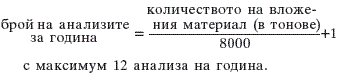 количеството на вложе-
брой на анализите = ния материал (в тонове) +1
за година 8000
с максимум 12 анализа на година.